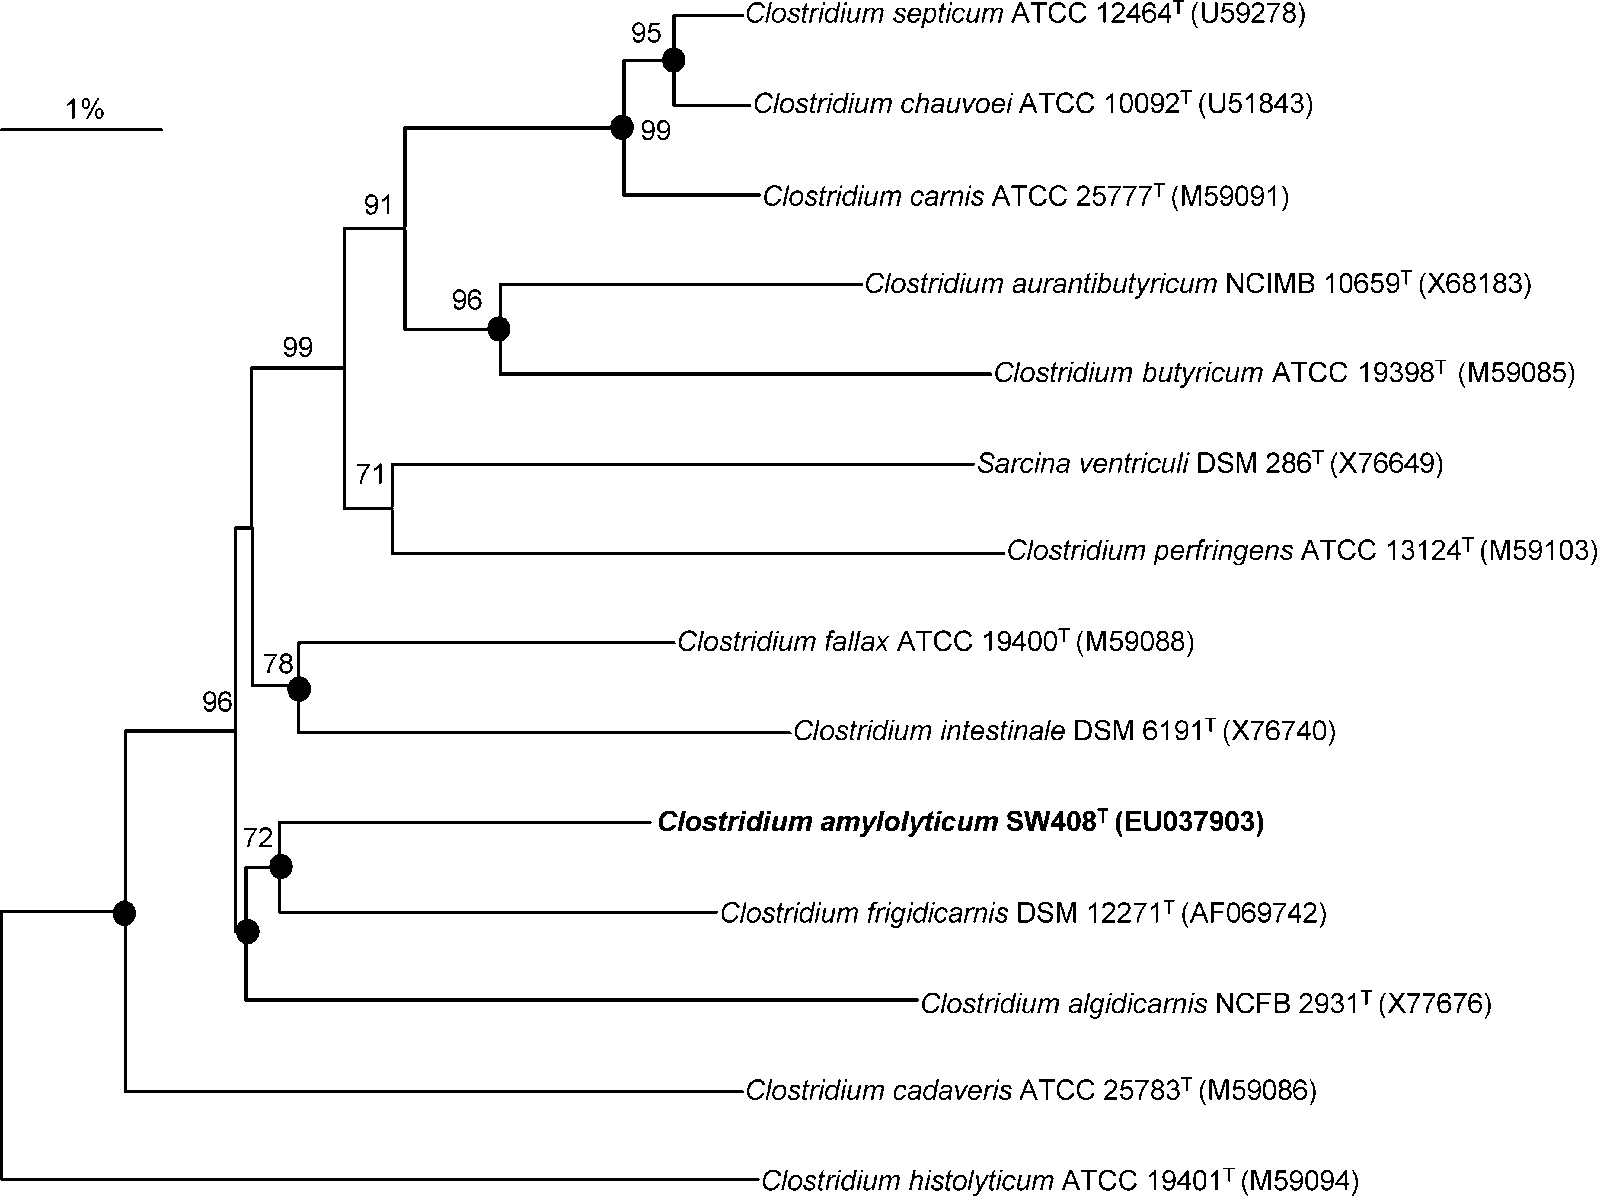 Clostridium septicum ATCC 12464ᵀ (U59278)
95
Clostridium chauvoei ATCC 10092ᵀ (U51843)
1%
99
Clostridium carnis ATCC 25777ᵀ (M59091)
91
Clostridium aurantibutyricum NCIMB 10659ᵀ (X68183)
96
99
Clostridium butyricum ATCC 19398ᵀ (M59085)
Sarcina ventriculi DSM 286ᵀ (X76649)
71
Clostridium perfringens ATCC 13124ᵀ (M59103)
Clostridium fallax ATCC 19400ᵀ (M59088)
78
96
Clostridium intestinale DSM 6191ᵀ (X76740)
Clostridium amylolyticum SW408ᵀ (EU037903)
72
Clostridium frigidicarnis DSM 12271ᵀ (AF069742)
Clostridium algidicarnis NCFB 2931ᵀ (X77676)
Clostridium cadaveris ATCC 25783ᵀ (M59086)
Clostridium histolyticum ATCC 19401ᵀ (M59094)